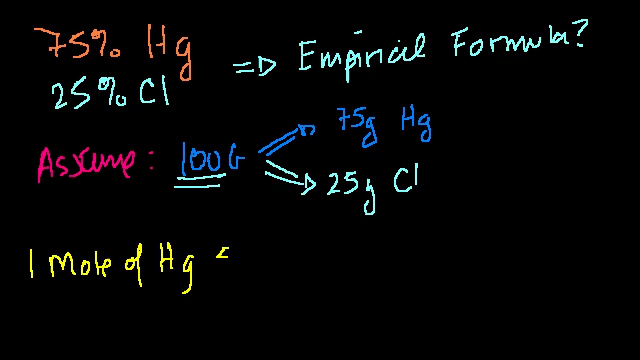 75% Hg
25% Cl
=> Empirical Formula?
Assume: 100G
75g Hg
25g Cl
1 Mole of Hg